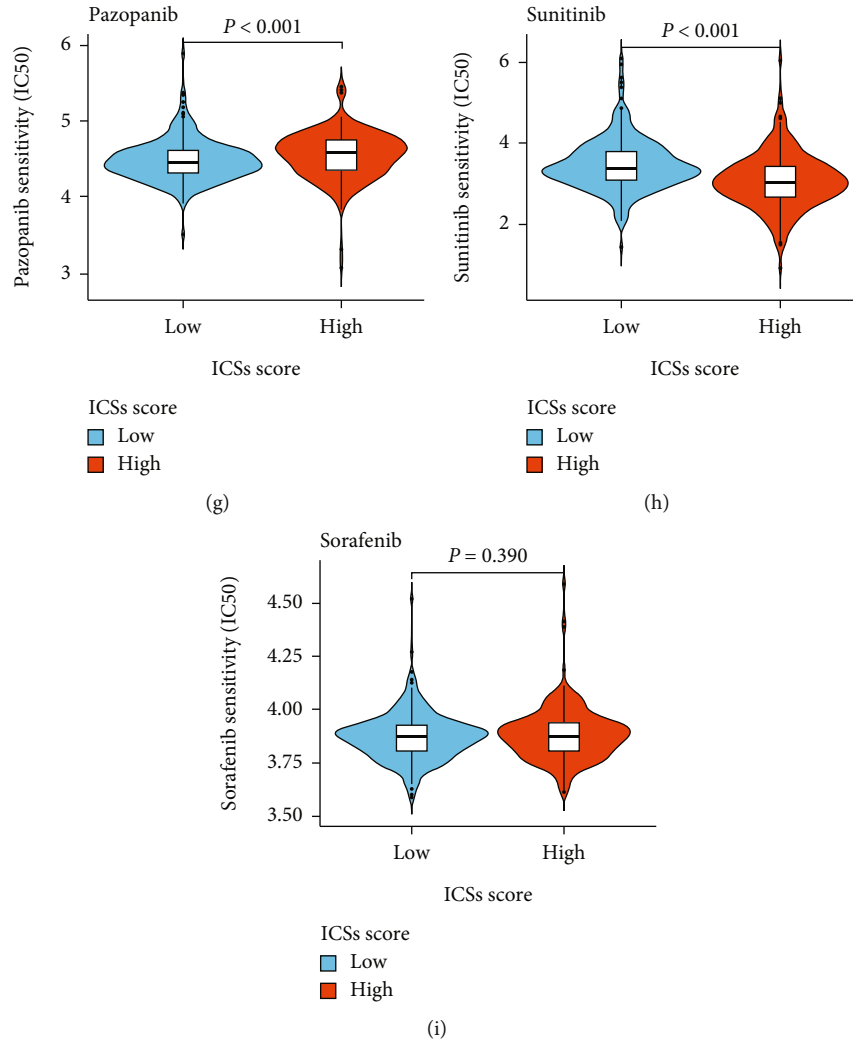 Pazopanib
P < 0.001
Pazopanib sensitivity (IC50)
6
5
4
3
Low
High
ICSs score
ICSs score
Low
High
(g)
Sunitinib
P < 0.001
Sunitinib sensitivity (IC50)
6
4
2
Low
High
ICSs score
ICSs score
Low
High
(h)
Sorafenib
P = 0.390
Sorafenib sensitivity (IC50)
4.50
4.25
4.00
3.75
3.50
Low
High
ICSs score
ICSs score
Low
High
(i)